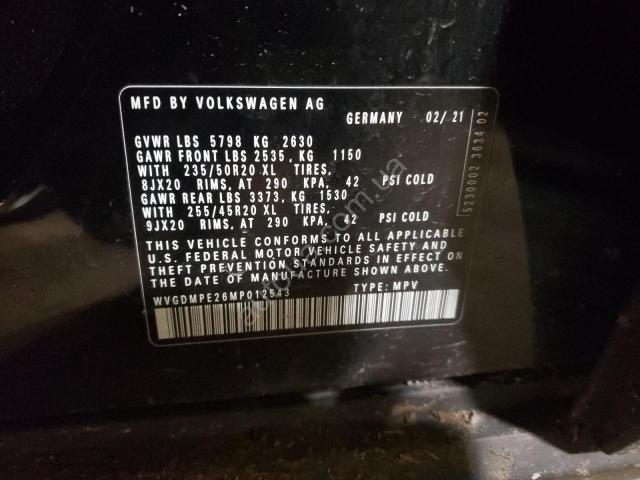 MFD BY VOLKSWAGEN AG
GERMANY 02/21
GVWR LBS 5798 KG 2630
GAWR FRONT LBS 2535, KG 1150
WITH 235/50R20 XL TIRES,
8JX20 RIMS, AT 290 KPA, 42 PSI COLD
GAWR REAR LBS 3373, KG 1530
WITH 255/45R20 XL TIRES,
9JX20 RIMS, AT 290 KPA, 42 PSI COLD
THIS VEHICLE CONFORMS TO ALL APPLICABLE
U.S. FEDERAL MOTOR VEHICLE SAFETY AND
THEFT PREVENTION STANDARDS IN EFFECT ON
THE DATE OF MANUFACTURE SHOWN ABOVE.
WVGDMPE26MP012543 TYPE: MPV
5230002 3634 02